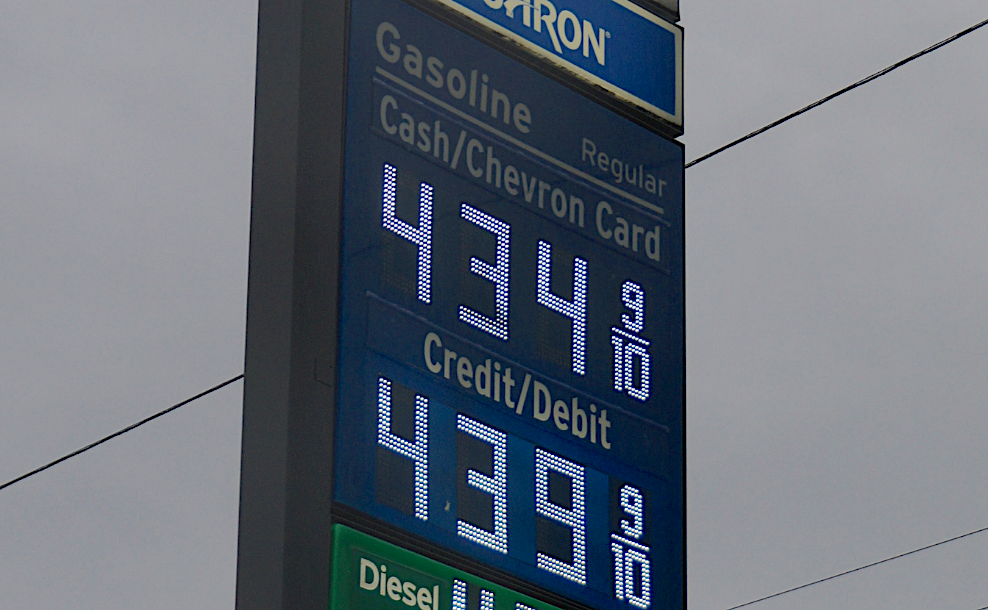 Gasoline
Regular
Cash/Chevron Card
434 9/10
Credit/Debit
439 9/10
Diesel